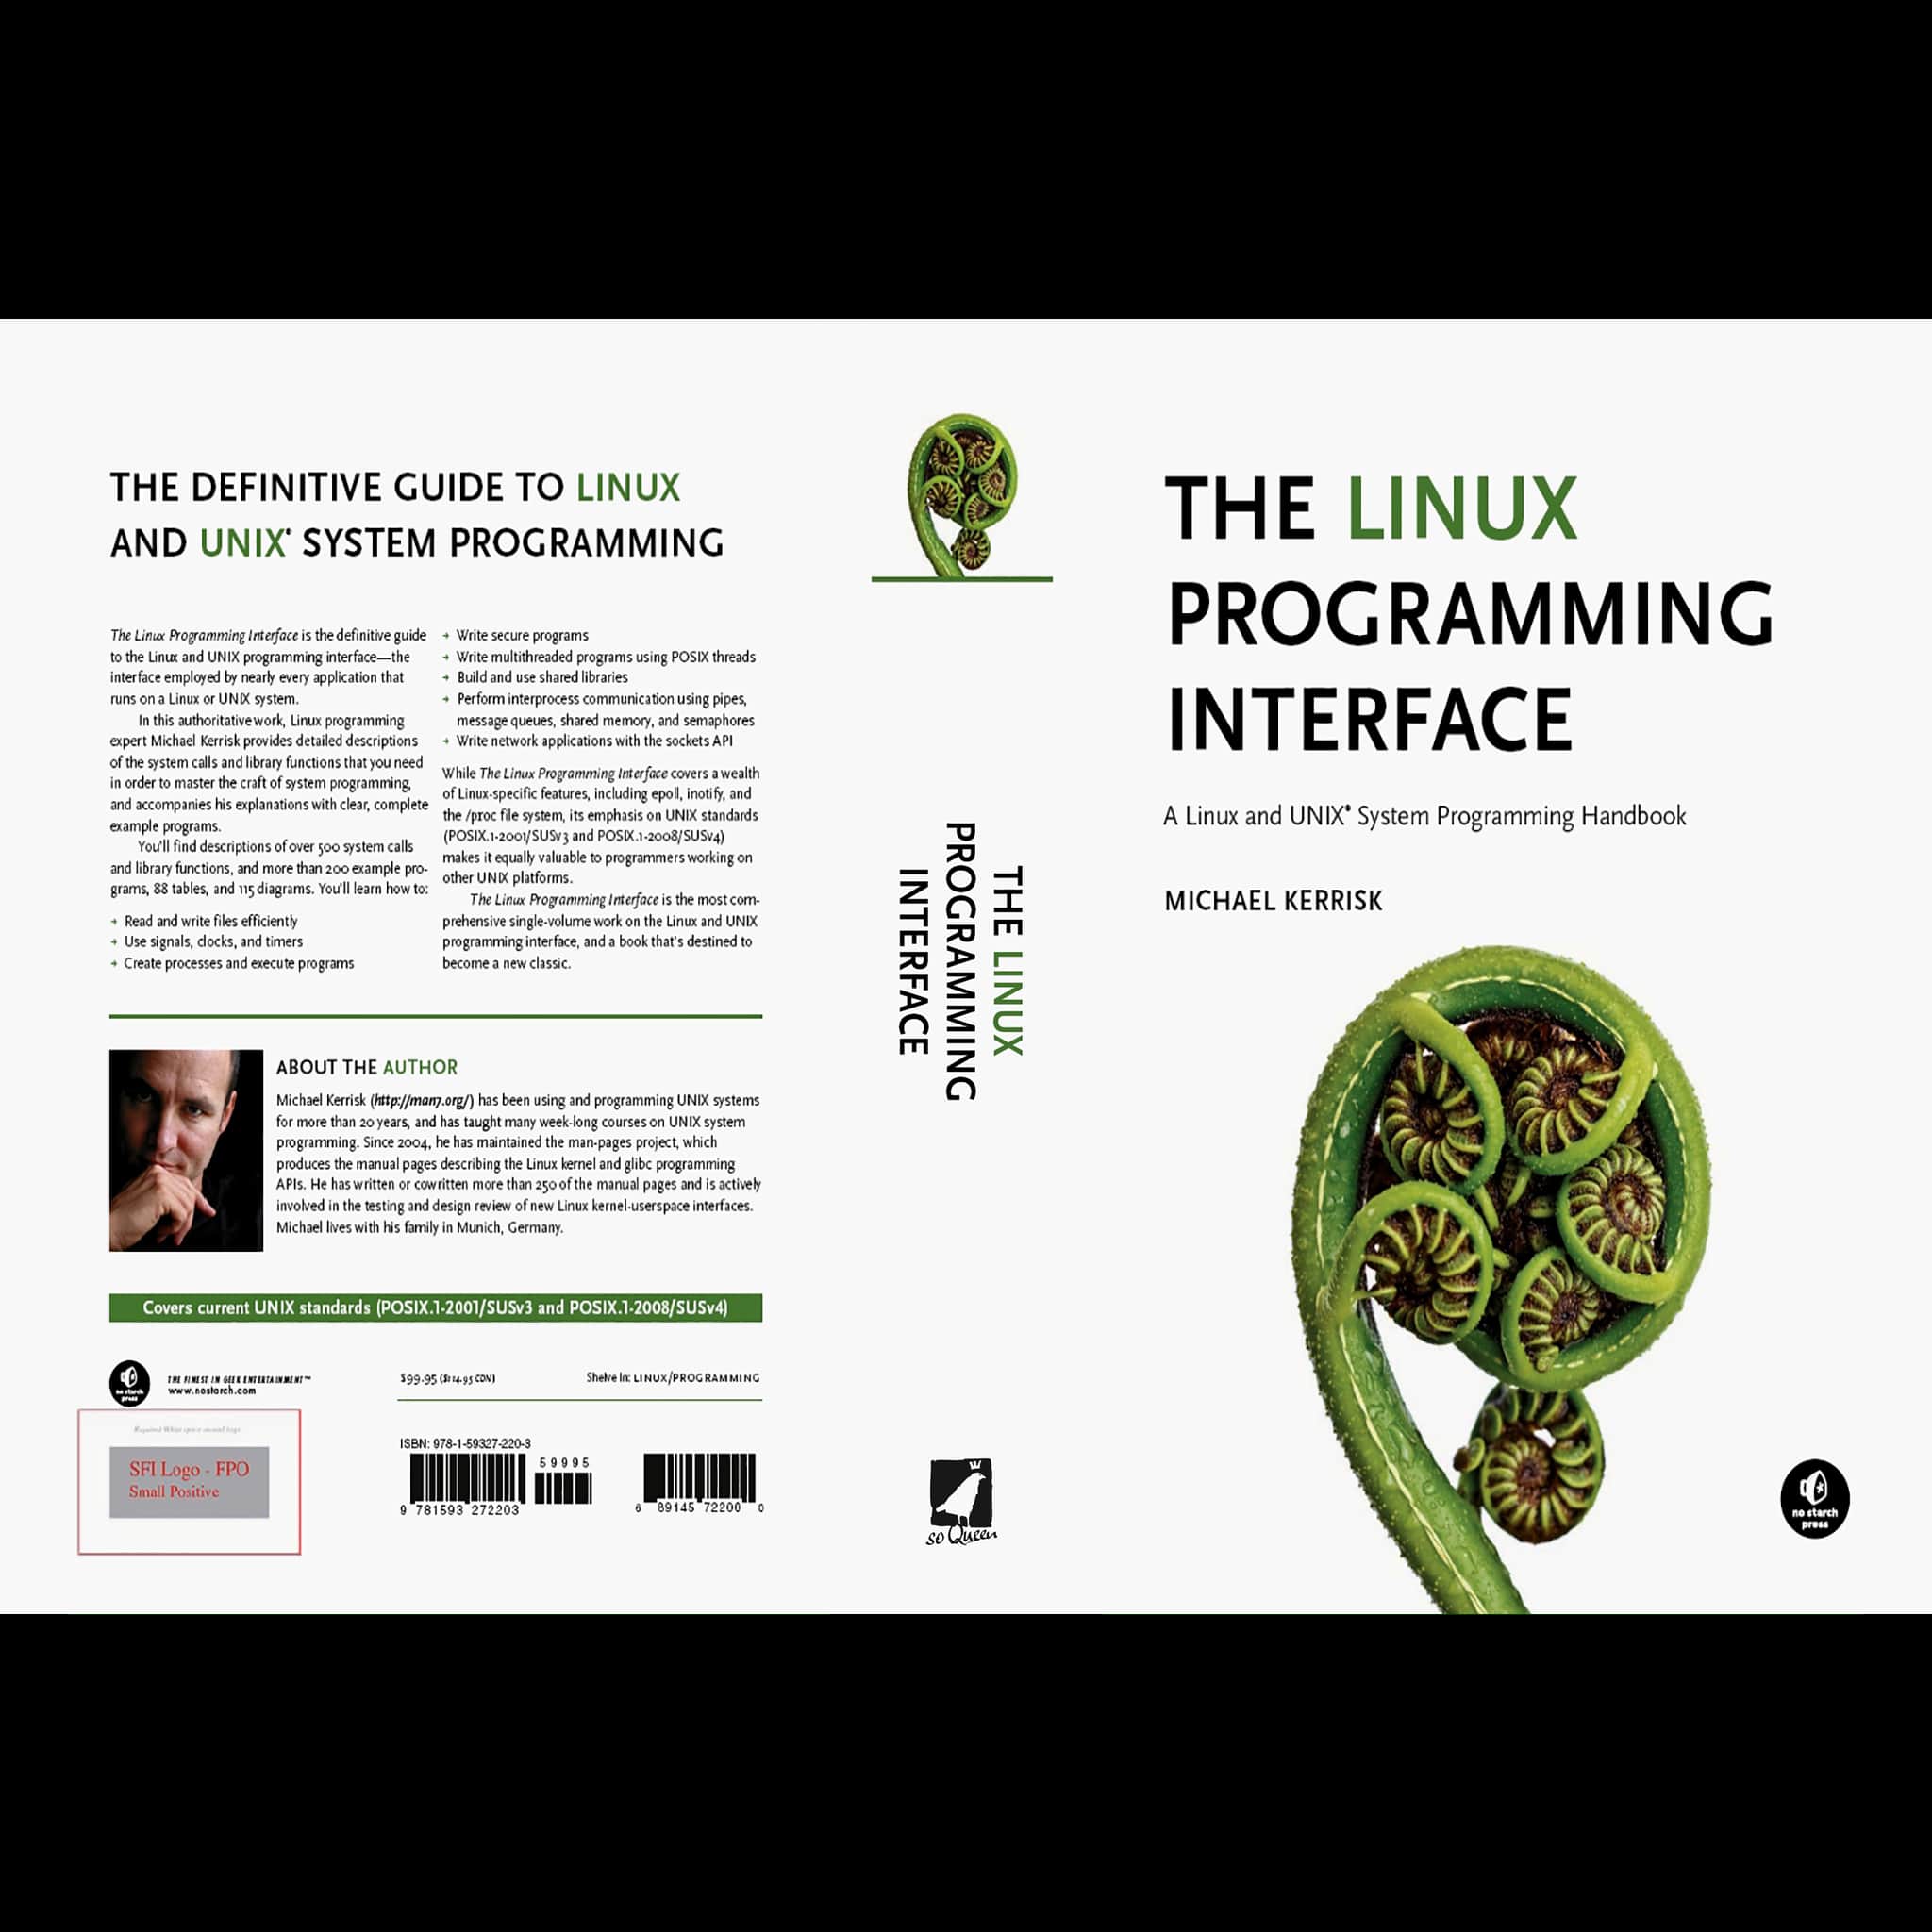 THE DEFINITIVE GUIDE TO LINUX
AND UNIX® SYSTEM PROGRAMMING
The Linux Programming Interface is the definitive guide
to the Linux and UNIX programming interface—the
interface employed by nearly every application that
runs on a Linux or UNIX system.
In this authoritative work, Linux programming
expert Michael Kerrisk provides detailed descriptions
of the system calls and library functions that you need
in order to master the craft of system programming,
and accompanies his explanations with clear, complete
example programs.
You'll find descriptions of over 500 system calls
and library functions, and more than 200 example pro-
grams, 88 tables, and 115 diagrams. You'll learn how to:
→ Read and write files efficiently
→ Use signals, clocks, and timers
→ Create processes and execute programs
→ Write secure programs
→ Write multithreaded programs using POSIX threads
→ Build and use shared libraries
→ Perform interprocess communication using pipes,
message queues, shared memory, and semaphores
→ Write network applications with the sockets API
While The Linux Programming Interface covers a wealth
of Linux-specific features, including epoll, inotify, and
the /proc file system, its emphasis on UNIX standards
(POSIX.1-2001/SUSv3 and POSIX.1-2008/SUSv4)
makes it equally valuable to programmers working on
other UNIX platforms.
The Linux Programming Interface is the most com-
prehensive single-volume work on the Linux and UNIX
programming interface, and a book that's destined to
become a new classic.
ABOUT THE AUTHOR
Michael Kerrisk (http://man7.org/) has been using and programming UNIX systems
for more than 20 years, and has taught many week-long courses on UNIX system
programming. Since 2004, he has maintained the man-pages project, which
produces the manual pages describing the Linux kernel and glibc programming
APIs. He has written or cowritten more than 250 of the manual pages and is actively
involved in the testing and design review of new Linux kernel-userspace interfaces.
Michael lives with his family in Munich, Germany.
Covers current UNIX standards (POSIX.1-2001/SUSv3 and POSIX.1-2008/SUSv4)
no starch
press
THE FINEST IN GEEK ENTERTAINMENT™
www.nostarch.com
Required White space around logo
SFI Logo - FPO
Small Positive
$99.95 ($114.95 CDN)
Shelve In: LINUX/PROGRAMMING
ISBN: 978-1-59327-220-3
59995
9 781593 272203
6 89145 72200 0
THE LINUX
PROGRAMMING
INTERFACE
so Queen
THE LINUX
PROGRAMMING
INTERFACE
A Linux and UNIX® System Programming Handbook
MICHAEL KERRISK
no starch
press